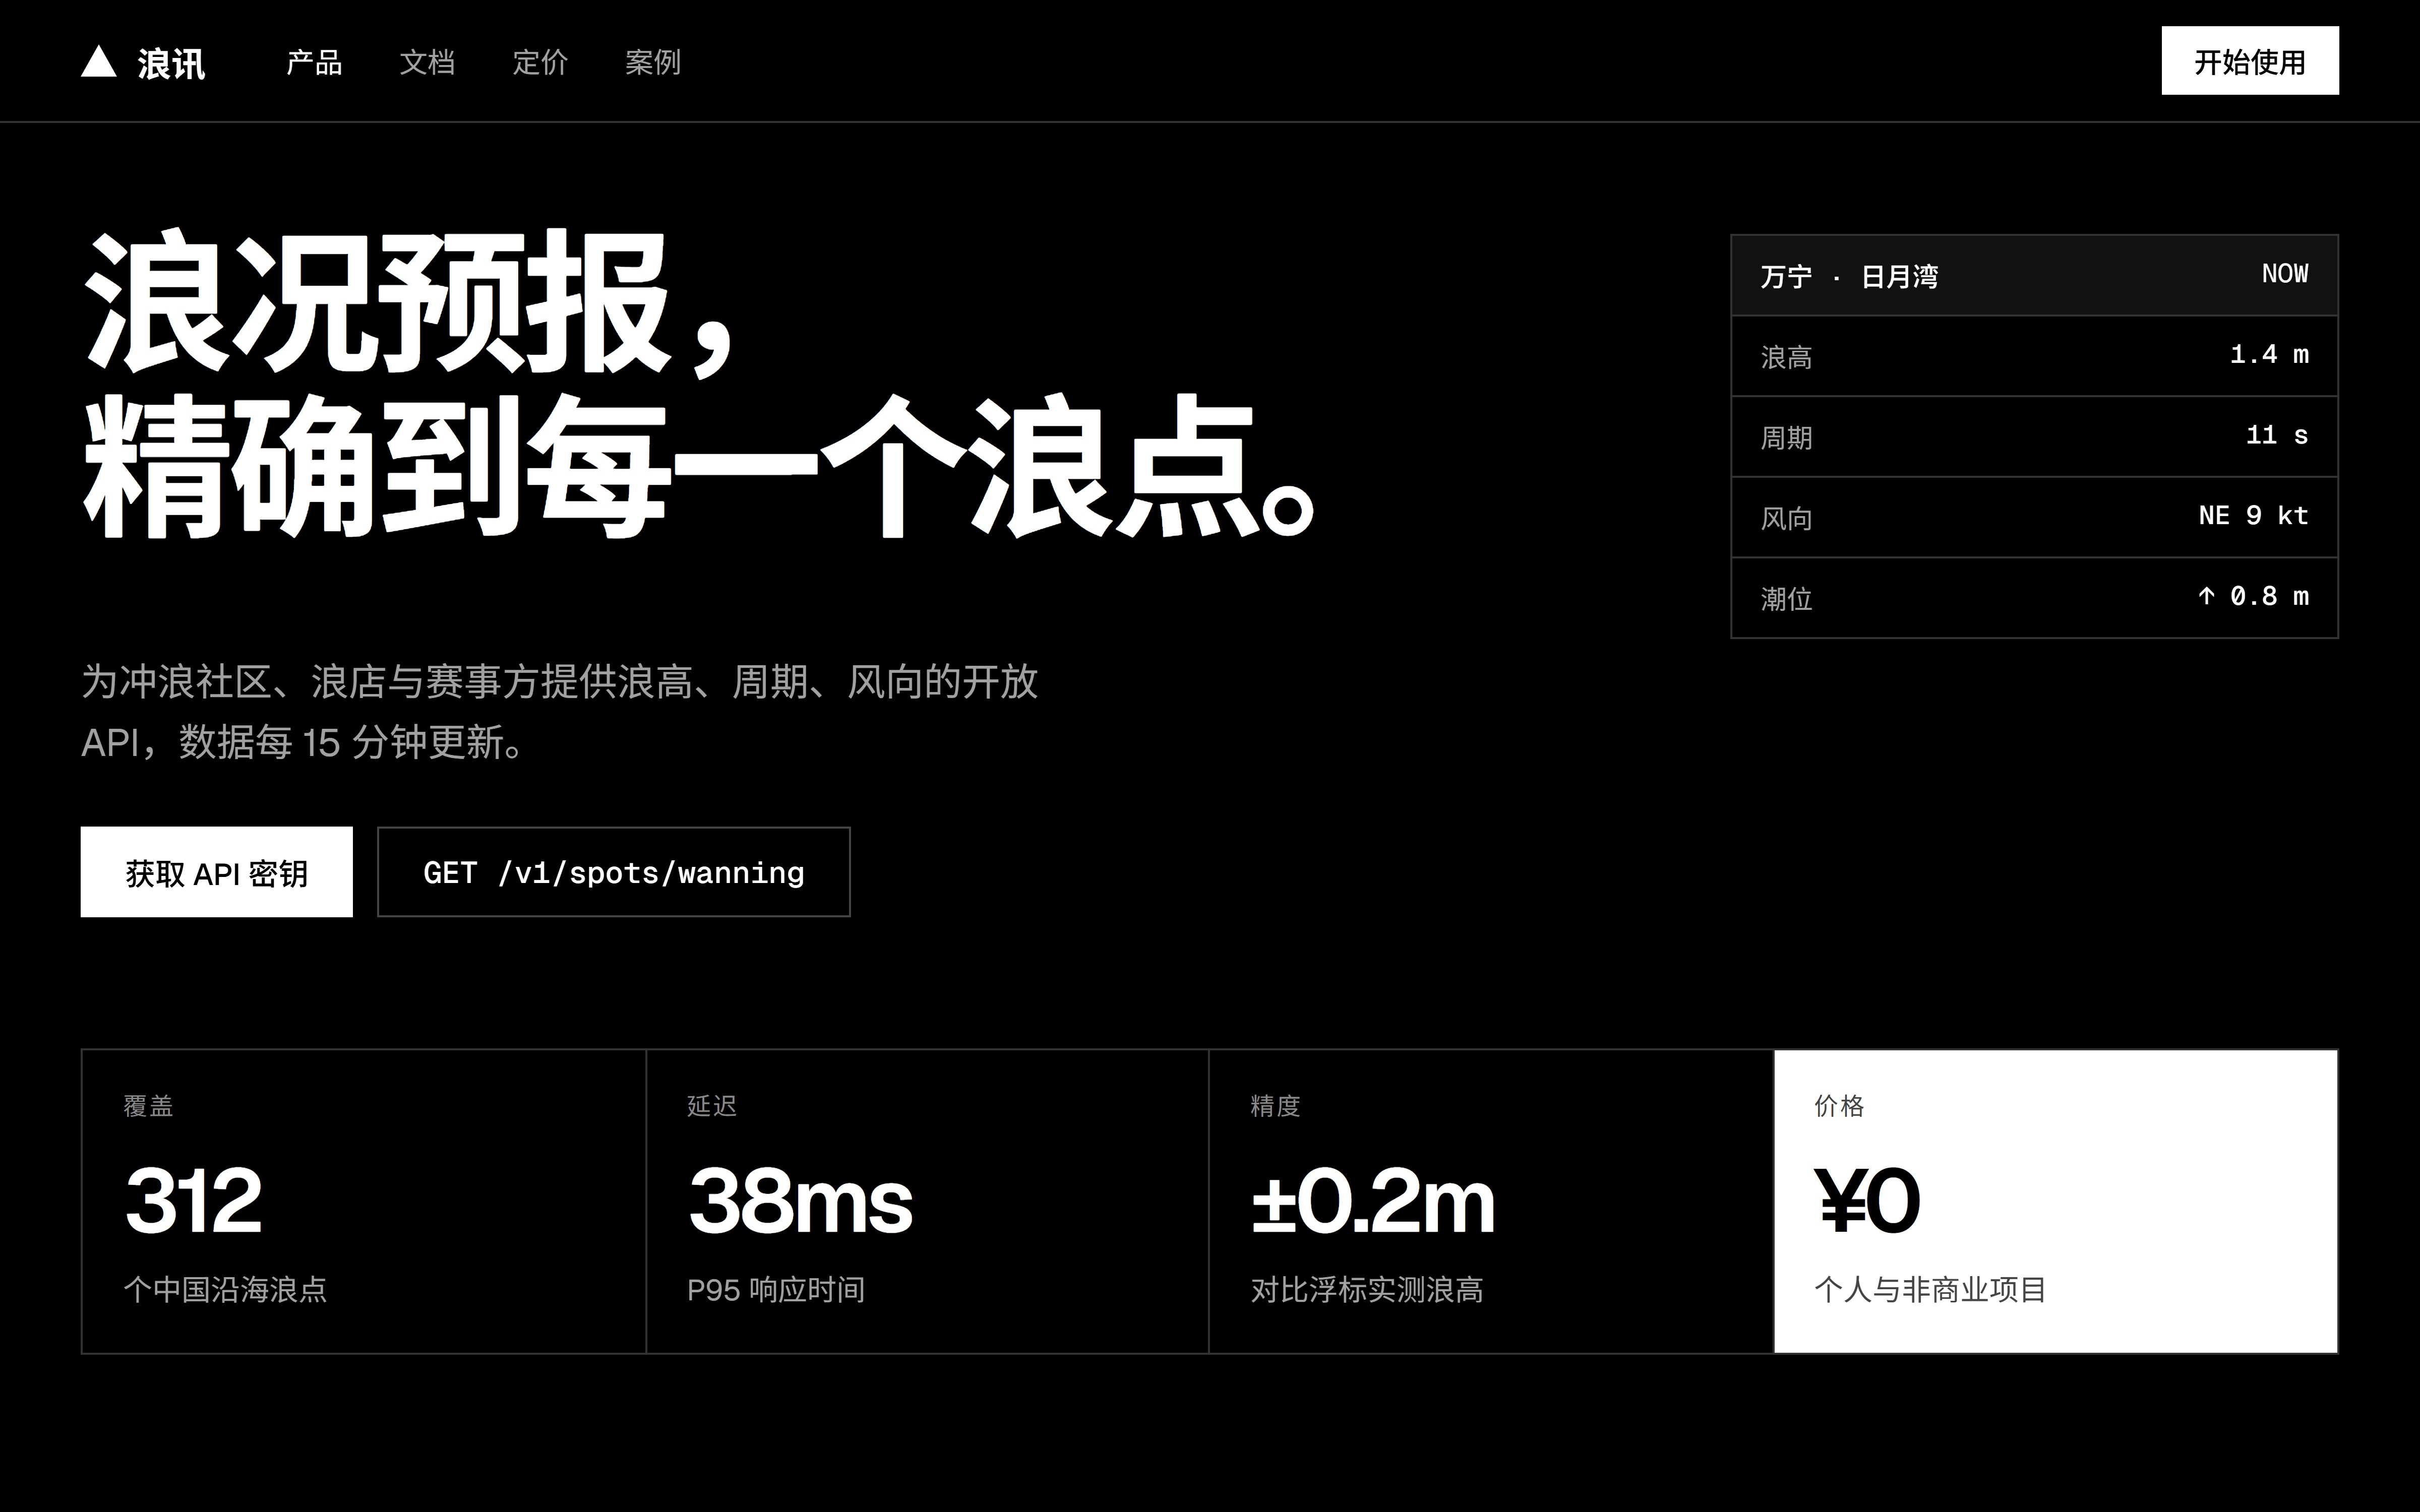 浪讯
产品
文档
定价
案例
开始使用
浪况预报，
精确到每一个浪点。
为冲浪社区、浪店与赛事方提供浪高、周期、风向的开放
API，数据每 15 分钟更新。
获取 API 密钥
GET /v1/spots/wanning
万宁 · 日月湾 NOW
浪高 1.4 m
周期 11 s
风向 NE 9 kt
潮位 ↑ 0.8 m
覆盖
312
个中国沿海浪点
延迟
38ms
P95 响应时间
精度
±0.2m
对比浮标实测浪高
价格
¥0
个人与非商业项目